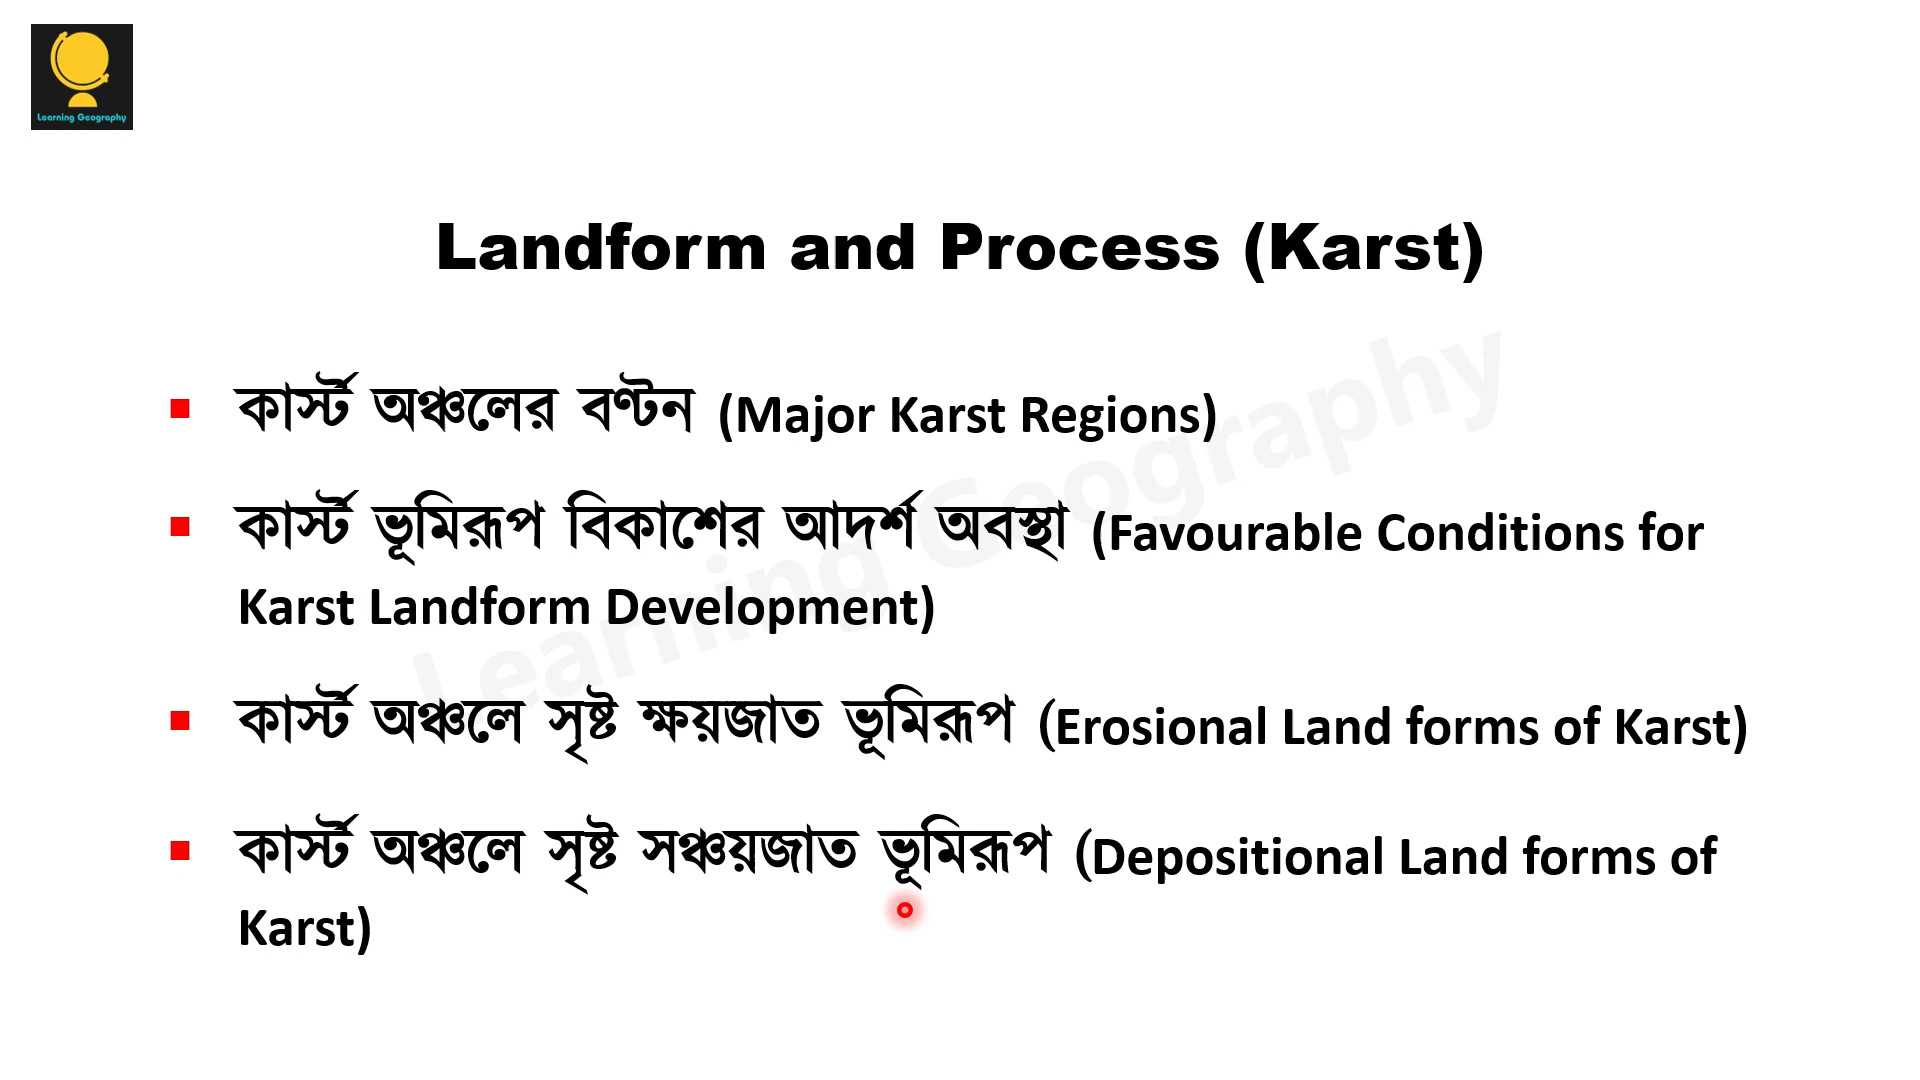 Learning Geography
Landform and Process (Karst)
কার্স্ট অঞ্চলের বণ্টন (Major Karst Regions)
কার্স্ট ভূমিরূপ বিকাশের আদর্শ অবস্থা (Favourable Conditions for
Karst Landform Development)
কার্স্ট অঞ্চলে সৃষ্ট ক্ষয়জাত ভূমিরূপ (Erosional Land forms of Karst)
কার্স্ট অঞ্চলে সৃষ্ট সঞ্চয়জাত ভূমিরূপ (Depositional Land forms of
Karst)
Learning Geography